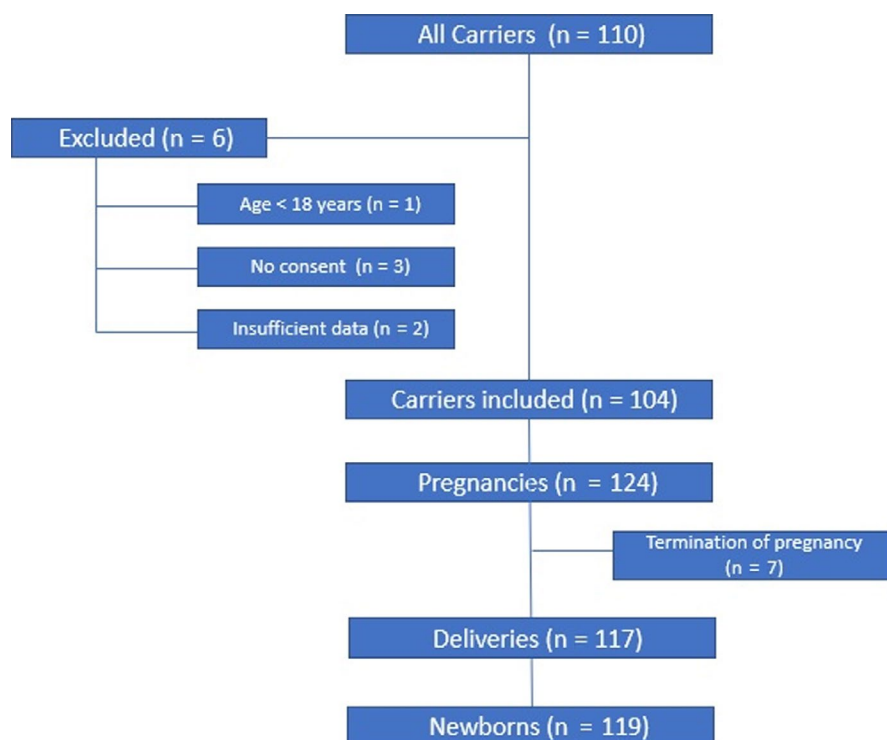 All Carriers (n = 110)
Excluded (n = 6)
Age < 18 years (n = 1)
No consent (n = 3)
Insufficient data (n = 2)
Carriers included (n = 104)
Pregnancies (n = 124)
Termination of pregnancy
(n = 7)
Deliveries (n = 117)
Newborns (n = 119)